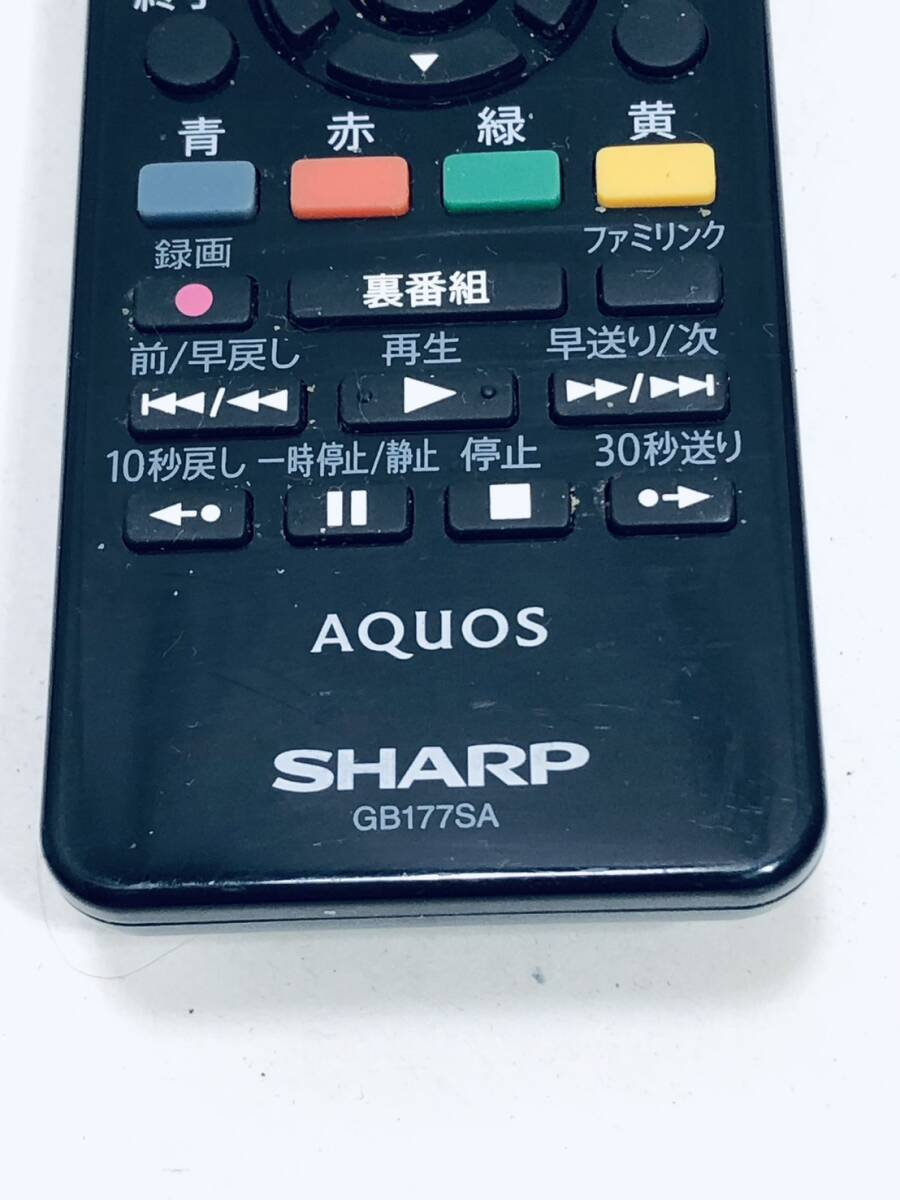 終了
青 赤 緑 黄
録画 ファミリンク
裏番組
前/早戻し 再生 早送り/次
10秒戻し 一時停止/静止 停止 30秒送り
AQUOS
SHARP
GB177SA